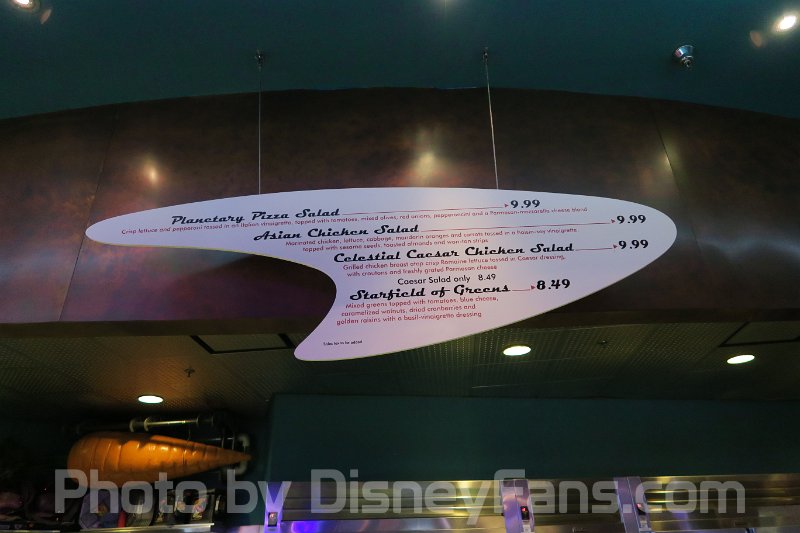 Planetary Pizza Salad 9.99
Crisp lettuce and pepperoni tossed in an Italian vinaigrette, topped with tomatoes, mixed olives, red onions, pepperoncini and a Parmesan-mozzarella cheese blend
Asian Chicken Salad 9.99
Marinated chicken, lettuce, cabbage, mandarin oranges and carrots tossed in a hoisin-soy vinaigrette
topped with sesame seeds, toasted almonds and won ton strips
Celestial Caesar Chicken Salad 9.99
Grilled chicken breast atop crisp Romaine lettuce tossed in Caesar dressing,
with croutons and freshly grated Parmesan cheese
Caesar Salad only 8.49
Starfield of Greens 8.49
Mixed greens topped with tomatoes, blue cheese,
caramelized walnuts, dried cranberries and
golden raisins with a basil-vinaigrette dressing
Sales tax to be added
Photo by DisneyFans.com